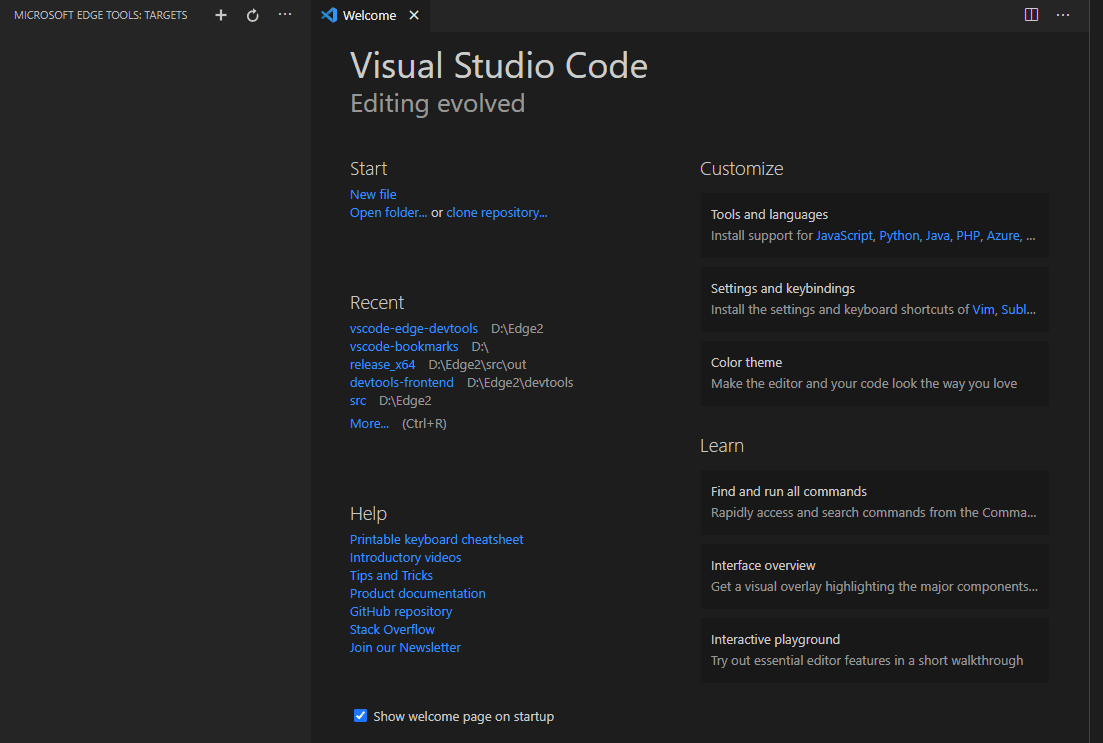 MICROSOFT EDGE TOOLS: TARGETS
Welcome
Visual Studio Code
Editing evolved
Start
New file
Open folder... or clone repository...
Recent
vscode-edge-devtools D:\Edge2
vscode-bookmarks D:\
release_x64 D:\Edge2\src\out
devtools-frontend D:\Edge2\devtools
src D:\Edge2
More... (Ctrl+R)
Help
Printable keyboard cheatsheet
Introductory videos
Tips and Tricks
Product documentation
GitHub repository
Stack Overflow
Join our Newsletter
Show welcome page on startup
Customize
Tools and languages
Install support for JavaScript, Python, Java, PHP, Azure, ...
Settings and keybindings
Install the settings and keyboard shortcuts of Vim, Subl...
Color theme
Make the editor and your code look the way you love
Learn
Find and run all commands
Rapidly access and search commands from the Comma...
Interface overview
Get a visual overlay highlighting the major components...
Interactive playground
Try out essential editor features in a short walkthrough